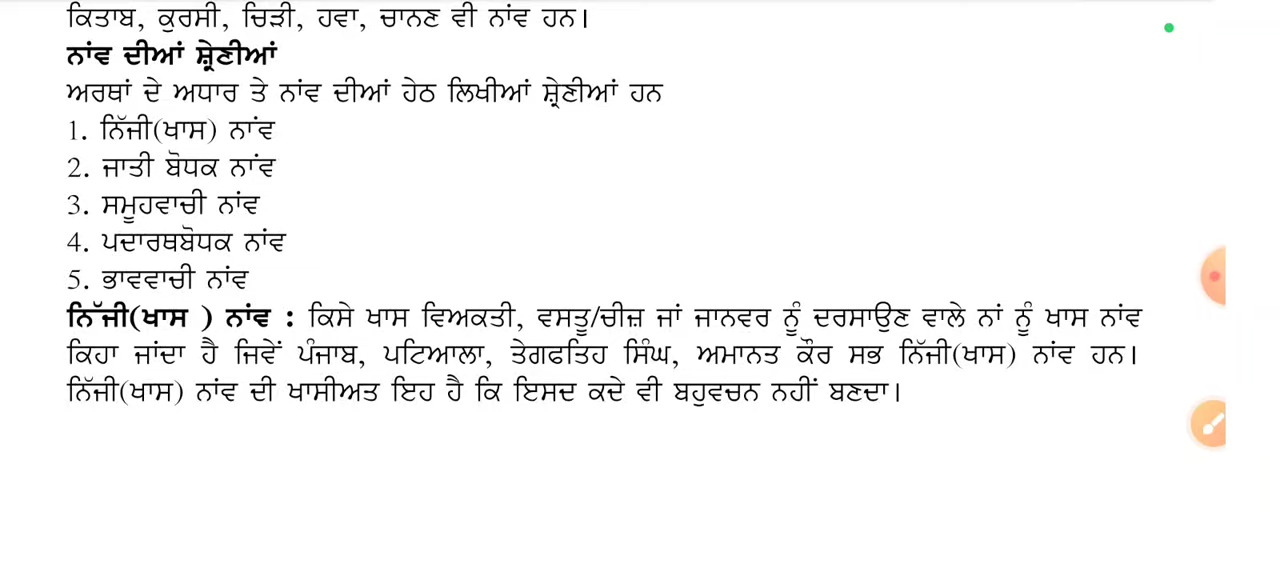 ਕਿਤਾਬ, ਕੁਰਸੀ, ਚਿੜੀ, ਹਵਾ, ਚਾਨਣ ਵੀ ਨਾਂਵ ਹਨ।
ਨਾਂਵ ਦੀਆਂ ਸ਼੍ਰੇਣੀਆਂ
ਅਰਥਾਂ ਦੇ ਅਧਾਰ ਤੇ ਨਾਂਵ ਦੀਆਂ ਹੇਠ ਲਿਖੀਆਂ ਸ਼੍ਰੇਣੀਆਂ ਹਨ
1. ਨਿੱਜੀ(ਖਾਸ) ਨਾਂਵ
2. ਜਾਤੀ ਬੋਧਕ ਨਾਂਵ
3. ਸਮੂਹਵਾਚੀ ਨਾਂਵ
4. ਪਦਾਰਥਬੋਧਕ ਨਾਂਵ
5. ਭਾਵਵਾਚੀ ਨਾਂਵ
ਨਿੱਜੀ(ਖਾਸ ) ਨਾਂਵ : ਕਿਸੇ ਖਾਸ ਵਿਅਕਤੀ, ਵਸਤੂ/ਚੀਜ਼ ਜਾਂ ਜਾਨਵਰ ਨੂੰ ਦਰਸਾਉਣ ਵਾਲੇ ਨਾਂ ਨੂੰ ਖਾਸ ਨਾਂਵ
ਕਿਹਾ ਜਾਂਦਾ ਹੈ ਜਿਵੇਂ ਪੰਜਾਬ, ਪਟਿਆਲਾ, ਤੇਗਫਤਿਹ ਸਿੰਘ, ਅਮਾਨਤ ਕੌਰ ਸਭ ਨਿੱਜੀ(ਖਾਸ) ਨਾਂਵ ਹਨ।
ਨਿੱਜੀ(ਖਾਸ) ਨਾਂਵ ਦੀ ਖਾਸੀਅਤ ਇਹ ਹੈ ਕਿ ਇਸਦ ਕਦੇ ਵੀ ਬਹੁਵਚਨ ਨਹੀਂ ਬਣਦਾ।